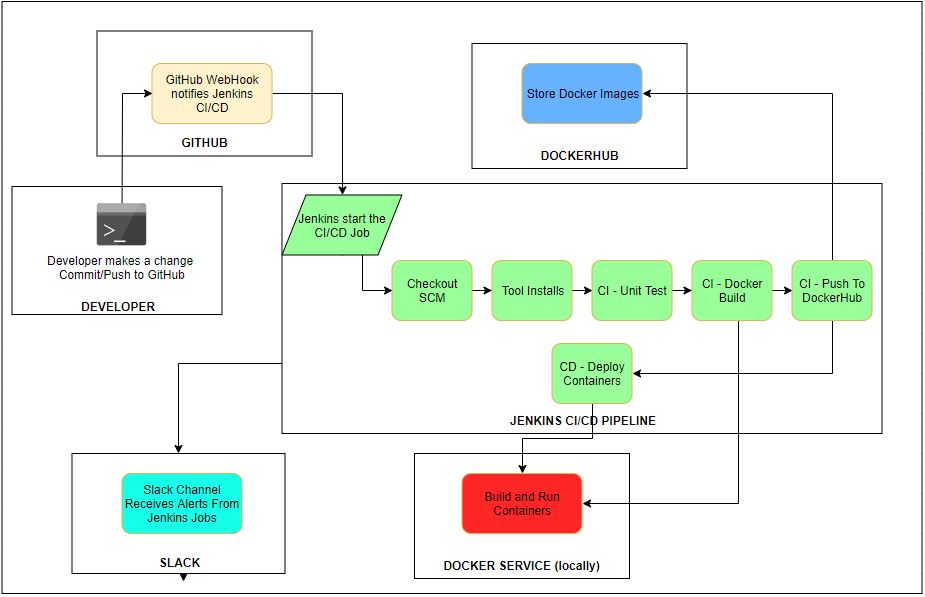 GitHub WebHook
notifies Jenkins
CI/CD
GITHUB
Store Docker Images
DOCKERHUB
>_
Developer makes a change
Commit/Push to GitHub
DEVELOPER
Jenkins start the
CI/CD Job
Checkout
SCM
Tool Installs
CI - Unit Test
CI - Docker
Build
CI - Push To
DockerHub
CD - Deploy
Containers
JENKINS CI/CD PIPELINE
Slack Channel
Receives Alerts From
Jenkins Jobs
SLACK
Build and Run
Containers
DOCKER SERVICE (locally)